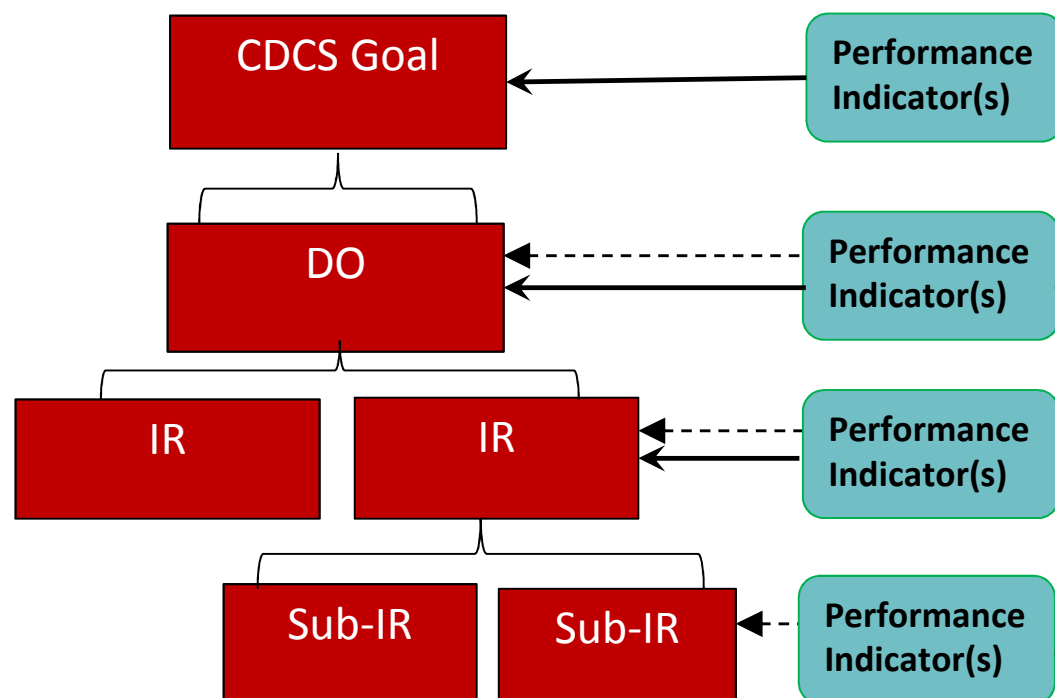 CDCS Goal
Performance
Indicator(s)
DO
Performance
Indicator(s)
IR
IR
Performance
Indicator(s)
Sub-IR
Sub-IR
Performance
Indicator(s)